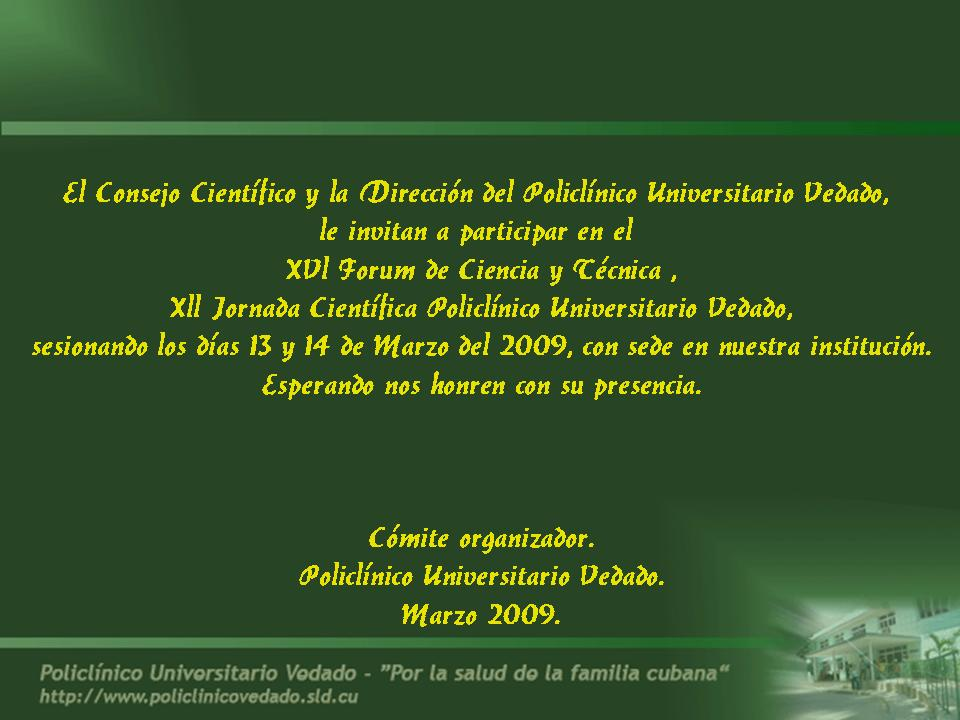 El Consejo Científico y la Dirección del Policlínico Universitario Vedado,
le invitan a participar en el
XVl Forum de Ciencia y Técnica ,
Xll Jornada Científica Policlínico Universitario Vedado,
sesionando los días 13 y 14 de Marzo del 2009, con sede en nuestra institución.
Esperando nos honren con su presencia.
Cómite organizador.
Policlínico Universitario Vedado.
Marzo 2009.
Policlínico Universitario Vedado - "Por la salud de la familia cubana"
http://www.policlinicovedado.sld.cu